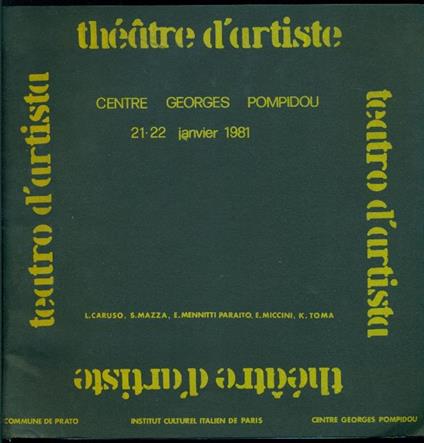 théâtre d'artiste
CENTRE GEORGES POMPIDOU
21-22 janvier 1981
teatro d'artista
teatro d'artista
L. CARUSO, S. MAZZA, E. MENNITTI PARAITO, E. MICCINI, K. TOMA
théâtre d'artiste
COMMUNE DE PRATO
INSTITUT CULTUREL ITALIEN DE PARIS
CENTRE GEORGES POMPIDOU